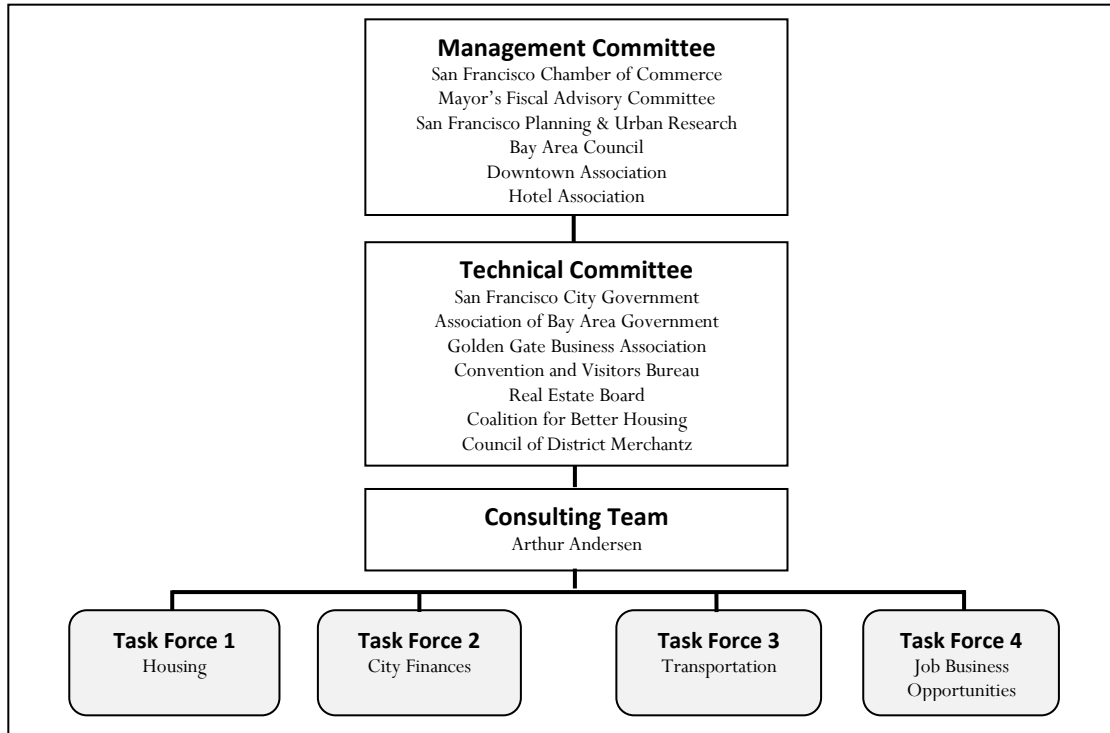 Management Committee
San Francisco Chamber of Commerce
Mayor’s Fiscal Advisory Committee
San Francisco Planning & Urban Research
Bay Area Council
Downtown Association
Hotel Association
Technical Committee
San Francisco City Government
Association of Bay Area Government
Golden Gate Business Association
Convention and Visitors Bureau
Real Estate Board
Coalition for Better Housing
Council of District Merchantz
Consulting Team
Arthur Andersen
Task Force 1
Housing
Task Force 2
City Finances
Task Force 3
Transportation
Task Force 4
Job Business
Opportunities